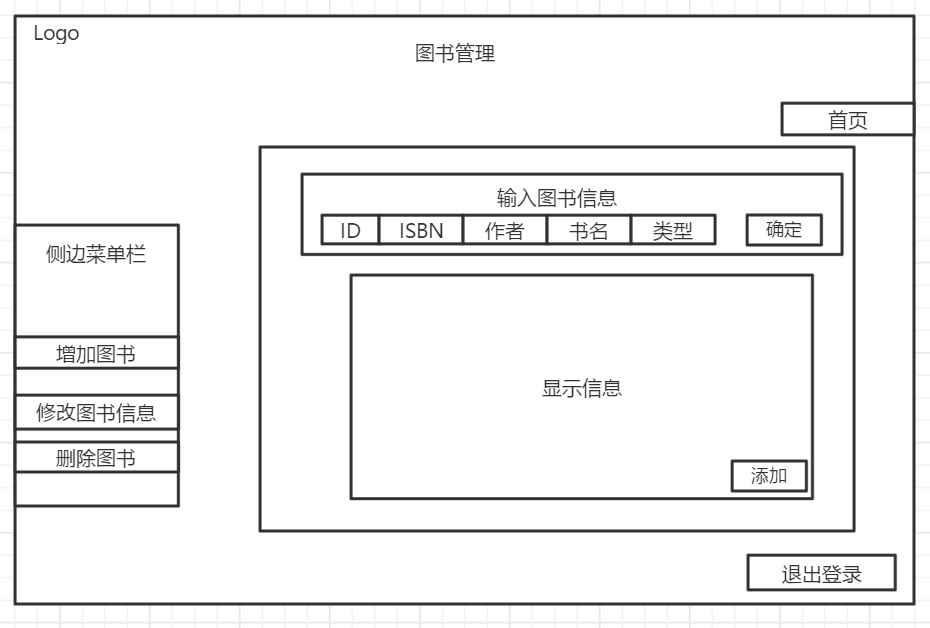 Logo
图书管理
首页
输入图书信息
ID ISBN 作者 书名 类型 确定
侧边菜单栏
增加图书
修改图书信息
删除图书
显示信息
添加
退出登录